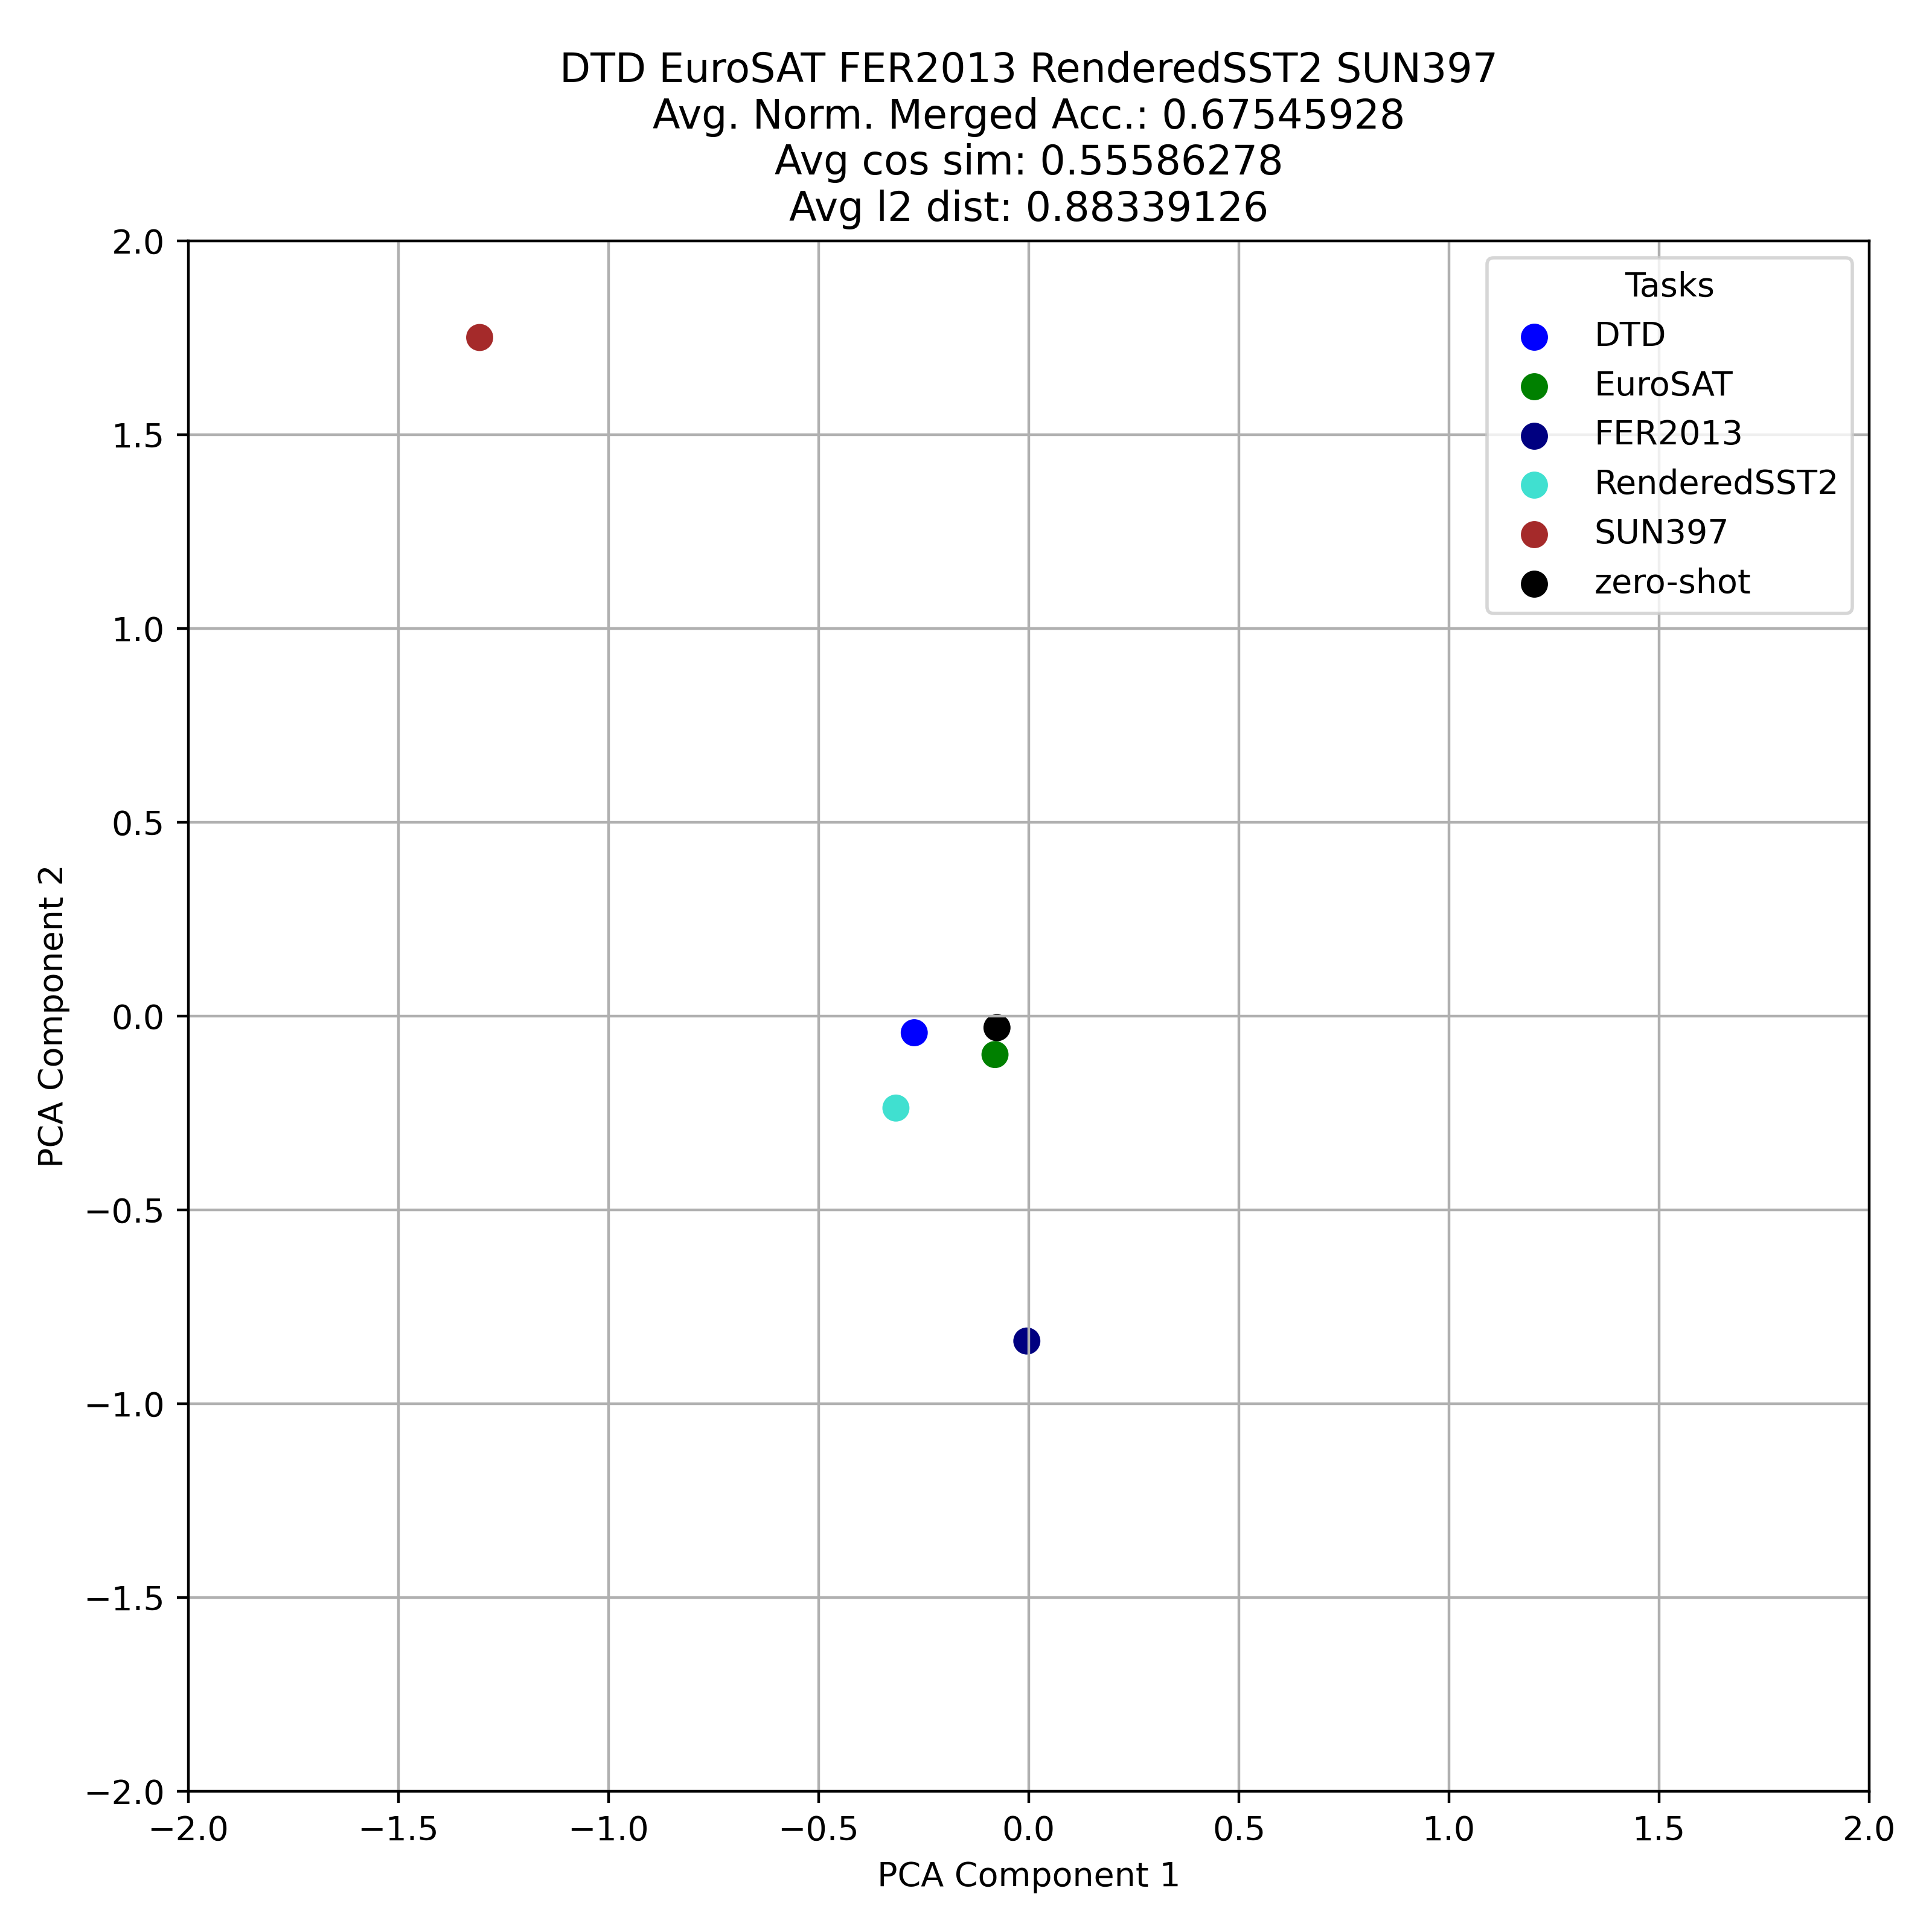 DTD EuroSAT FER2013 RenderedSST2 SUN397
Avg. Norm. Merged Acc.: 0.67545928
Avg cos sim: 0.55586278
Avg l2 dist: 0.88339126
Tasks
DTD
EuroSAT
FER2013
RenderedSST2
SUN397
zero-shot
PCA Component 2
2.0
1.5
1.0
0.5
0.0
−0.5
−1.0
−1.5
−2.0
−2.0 −1.5 −1.0 −0.5 0.0 0.5 1.0 1.5 2.0
PCA Component 1